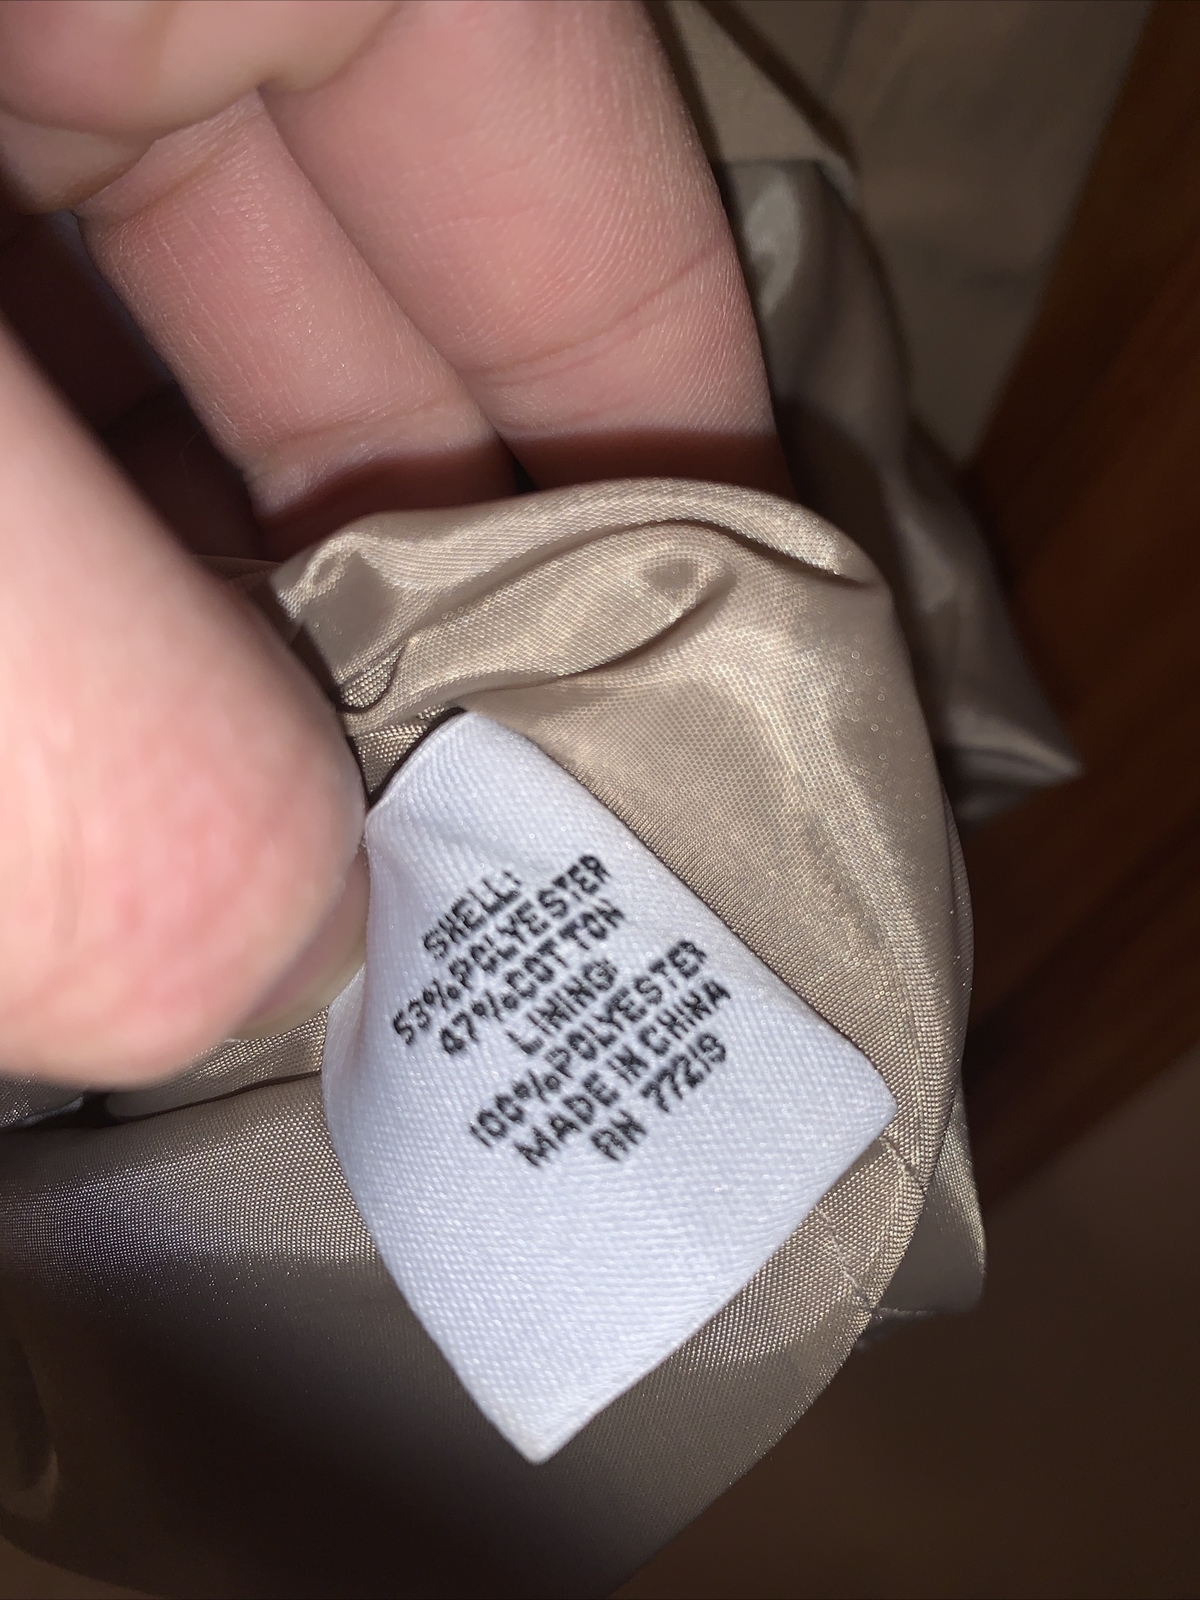 SHELL:
53%POLYESTER
47%COTTON
LINING:
100%POLYESTER
MADE IN CHINA
RN 77219